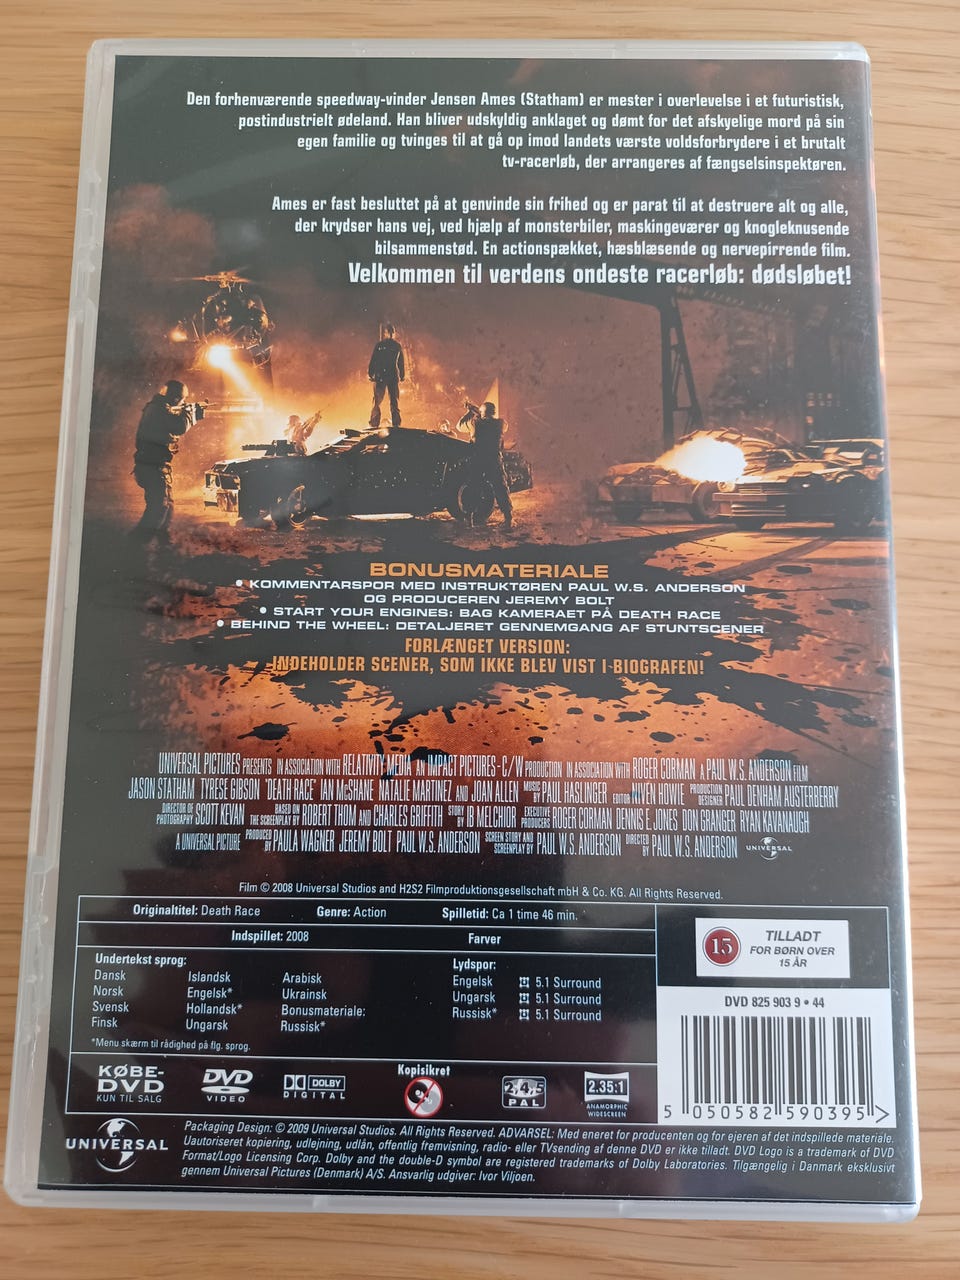 Den forhenværende speedway-vinder Jensen Ames (Statham) er mester i overlevelse i et futuristisk,
postindustrielt ødeland. Han bliver udskyldig anklaget og dømt for det afskyelige mord på sin
egen familie og tvinges til at gå op imod landets værste voldsforbrydere i et brutalt
tv-racerløb, der arrangeres af fængselsinspektøren.
Ames er fast besluttet på at genvinde sin frihed og er parat til at destruere alt og alle,
der krydser hans vej, ved hjælp af monsterbiler, maskingeværer og knogleknusende
bilsammenstød. En actionspækket, hæsblæsende og nervepirrende film.
Velkommen til verdens ondeste racerløb: dødsløbet!
BONUSMATERIALE
• KOMMENTARSPOR MED INSTRUKTØREN PAUL W.S. ANDERSON
OG PRODUCEREN JEREMY BOLT
• START YOUR ENGINES: BAG KAMERAET PÅ DEATH RACE
• BEHIND THE WHEEL: DETALJERET GENNEMGANG AF STUNTSCENER
FORLÆNGET VERSION:
INDEHOLDER SCENER, SOM IKKE BLEV VIST I BIOGRAFEN!
UNIVERSAL PICTURES PRESENTS IN ASSOCIATION WITH RELATIVITY MEDIA AN IMPACT PICTURES-C/W PRODUCTION IN ASSOCIATION WITH ROGER CORMAN A PAUL W.S. ANDERSON FILM
JASON STATHAM TYRESE GIBSON "DEATH RACE" IAN McSHANE NATALIE MARTINEZ AND JOAN ALLEN MUSIC BY PAUL HASLINGER EDITOR NIVEN HOWIE PRODUCTION DESIGNER PAUL DENHAM AUSTERBERRY
DIRECTOR OF PHOTOGRAPHY SCOTT KEVAN BASED ON THE SCREENPLAY BY ROBERT THOM AND CHARLES GRIFFITH STORY BY IB MELCHIOR EXECUTIVE PRODUCERS ROGER CORMAN DENNIS E. JONES DON GRANGER RYAN KAVANAUGH
A UNIVERSAL PICTURE PRODUCED BY PAULA WAGNER JEREMY BOLT PAUL W.S. ANDERSON SCREEN STORY AND SCREENPLAY BY PAUL W.S. ANDERSON DIRECTED BY PAUL W.S. ANDERSON UNIVERSAL
Film © 2008 Universal Studios and H2S2 Filmproduktionsgesellschaft mbH & Co. KG. All Rights Reserved.
Originaltitel: Death Race Genre: Action Spilletid: Ca 1 time 46 min.
Indspillet: 2008 Farver
Undertekst sprog:
Dansk Islandsk Arabisk
Norsk Engelsk* Ukrainsk
Svensk Hollandsk* Bonusmateriale:
Finsk Ungarsk Russisk*
*Menu skærm til rådighed på flg. sprog.
Lydspor:
Engelsk 5.1 Surround
Ungarsk 5.1 Surround
Russisk* 5.1 Surround
15 TILLADT
FOR BØRN OVER
15 ÅR
DVD 825 903 9 • 44
5 050582 590395 >
KØBE-
DVD
KUN TIL SALG
DVD
VIDEO
DOLBY
DIGITAL
Kopisikret
2,4,5
PAL
2.35:1
ANAMORPHIC
WIDESCREEN
UNIVERSAL
Packaging Design: © 2009 Universal Studios. All Rights Reserved. ADVARSEL: Med eneret for producenten og for ejeren af det indspillede materiale.
Uautoriseret kopiering, udlejning, udlån, offentlig fremvisning, radio- eller TVsending af denne DVD er ikke tilladt. DVD Logo is a trademark of DVD
Format/Logo Licensing Corp. Dolby and the double-D symbol are registered trademarks of Dolby Laboratories. Tilgængelig i Danmark eksklusivt
gennem Universal Pictures (Denmark) A/S. Ansvarlig udgiver: Ivor Viljoen.